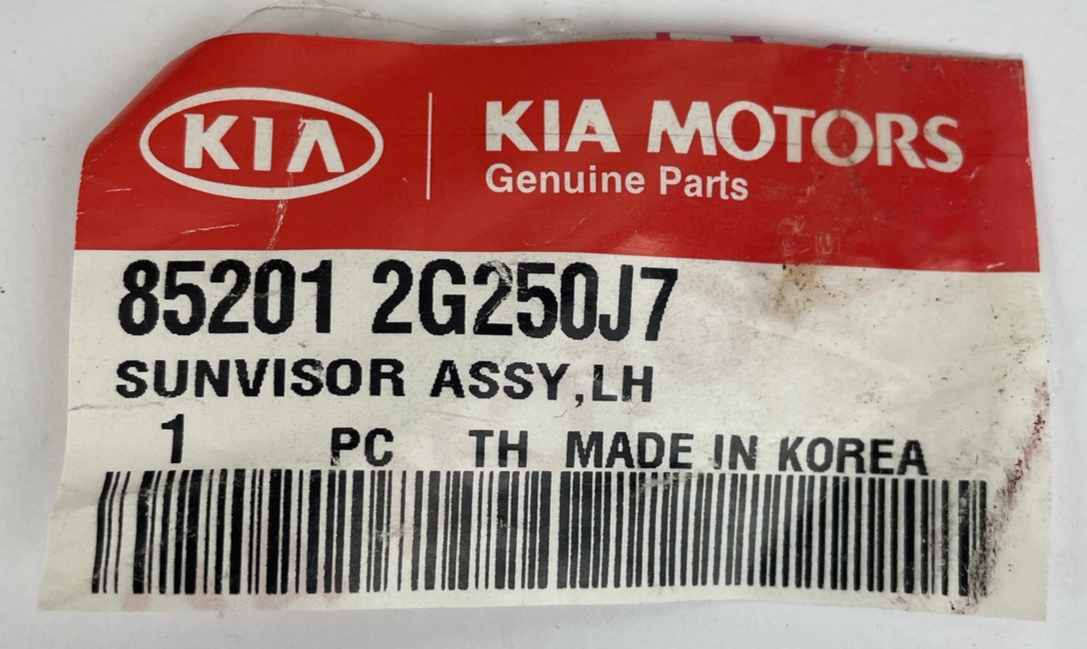 KIA
KIA MOTORS
Genuine Parts
85201 2G250J7
SUNVISOR ASSY,LH
1 PC TH MADE IN KOREA